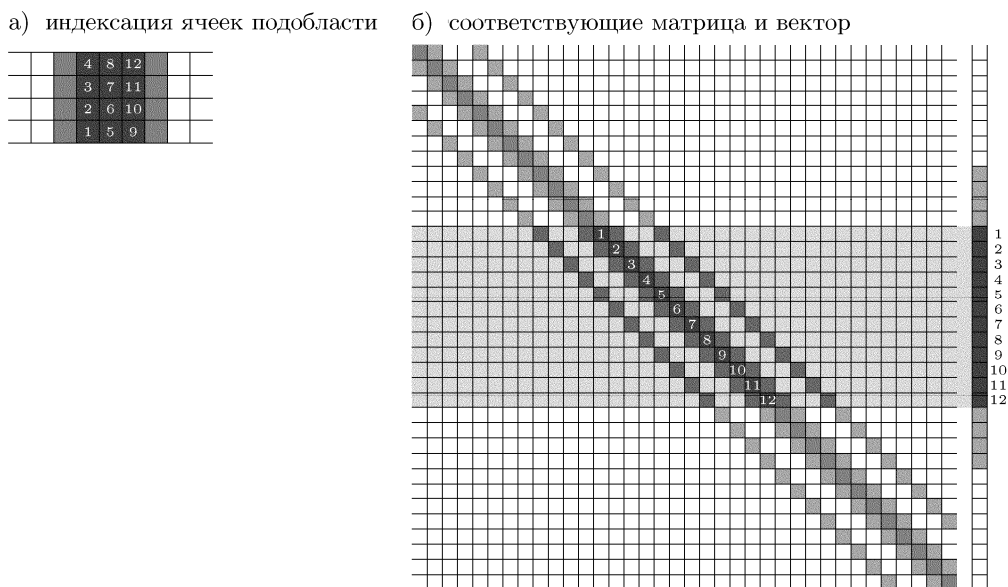 а) индексация ячеек подобласти
б) соответствующие матрица и вектор
4 8 12
3 7 11
2 6 10
1 5 9
1 1
2 2
3 3
4 4
5 5
6 6
7 7
8 8
9 9
10 10
11 11
12 12